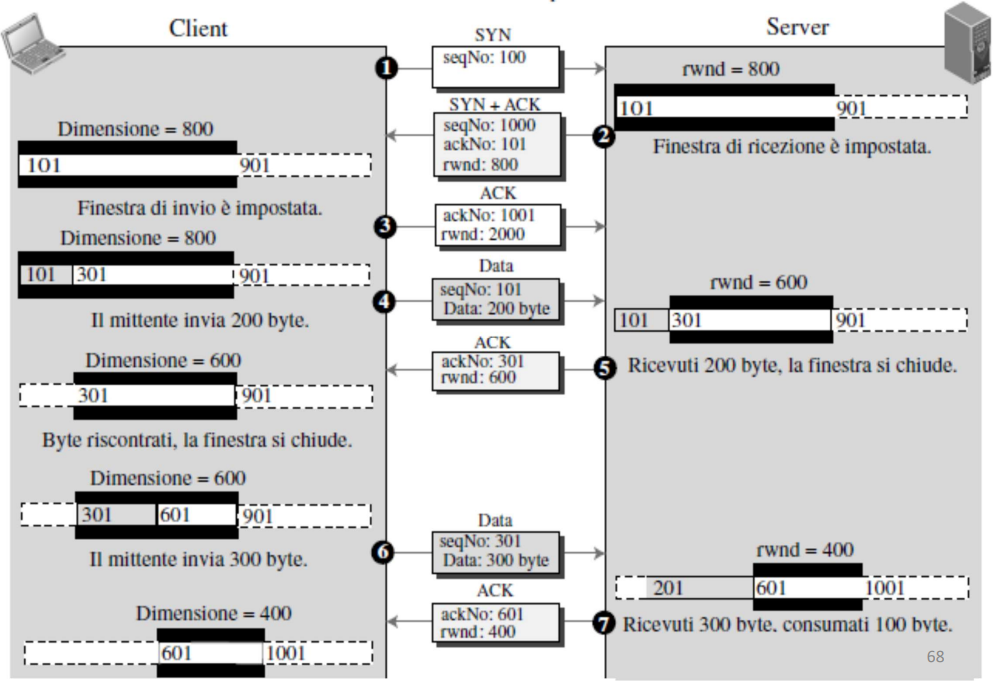 Client
Server
SYN
1
seqNo: 100
rwnd = 800
101
901
SYN + ACK
seqNo: 1000
ackNo: 101
rwnd: 800
2
Finestra di ricezione è impostata.
Dimensione = 800
101
901
Finestra di invio è impostata.
ACK
3
ackNo: 1001
rwnd: 2000
Dimensione = 800
101
301
901
Data
4
seqNo: 101
Data: 200 byte
Il mittente invia 200 byte.
rwnd = 600
101
301
901
ACK
ackNo: 301
rwnd: 600
5
Ricevuti 200 byte, la finestra si chiude.
Dimensione = 600
301
901
Byte riscontrati, la finestra si chiude.
Dimensione = 600
301
601
901
Il mittente invia 300 byte.
Data
6
seqNo: 301
Data: 300 byte
rwnd = 400
201
601
1001
ACK
ackNo: 601
rwnd: 400
7
Ricevuti 300 byte, consumati 100 byte.
Dimensione = 400
601
1001
68